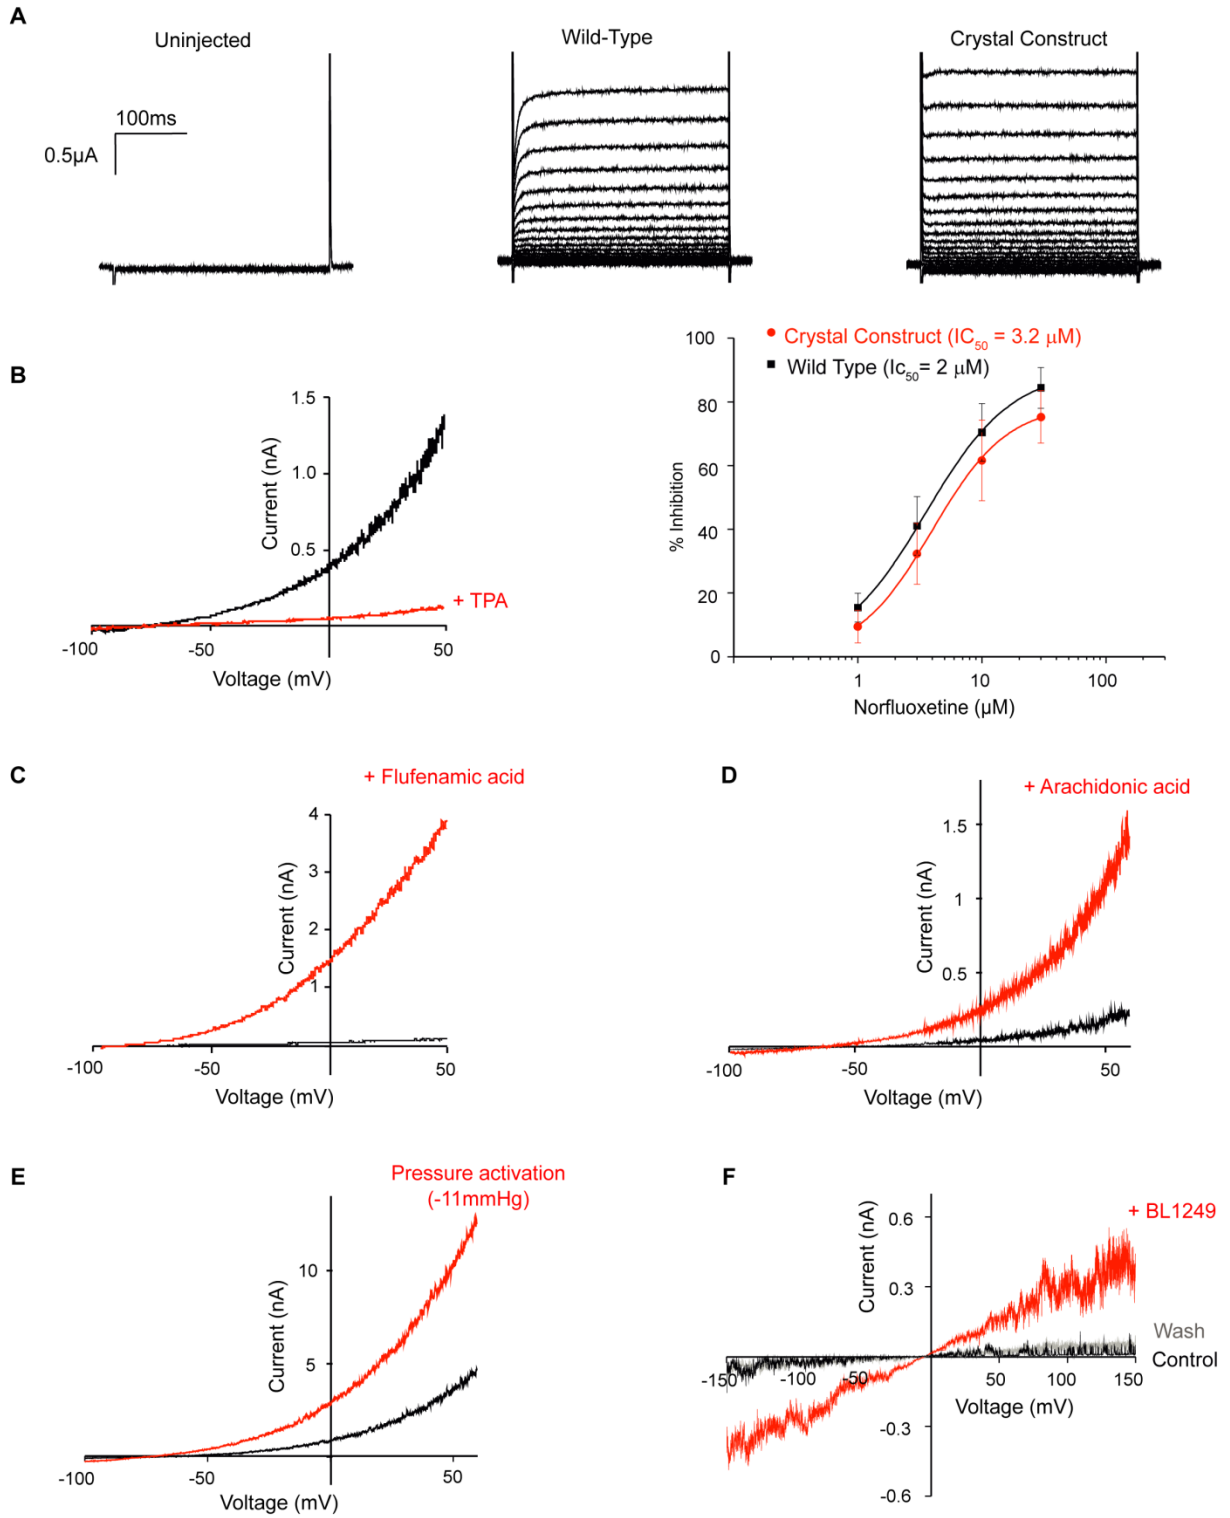 A
Uninjected
Wild-Type
Crystal Construct
100ms
0.5µA
B
1.5
1.0
0.5
Current (nA)
+ TPA
-100
-50
50
Voltage (mV)
100
80
60
40
20
0
% Inhibition
Crystal Construct (IC50 = 3.2 µM)
Wild Type (Ic50= 2 µM)
1
10
100
Norfluoxetine (µM)
C
+ Flufenamic acid
4
3
2
1
Current (nA)
-100
-50
50
Voltage (mV)
D
+ Arachidonic acid
1.5
1
0.5
Current (nA)
-100
-50
50
Voltage (mV)
E
Pressure activation
(-11mmHg)
10
5
Current (nA)
-100
-50
50
Voltage (mV)
F
+ BL1249
0.6
0.3
-0.3
-0.6
Current (nA)
Wash
Control
-150
-100
-50
50
100
150
Voltage (mV)